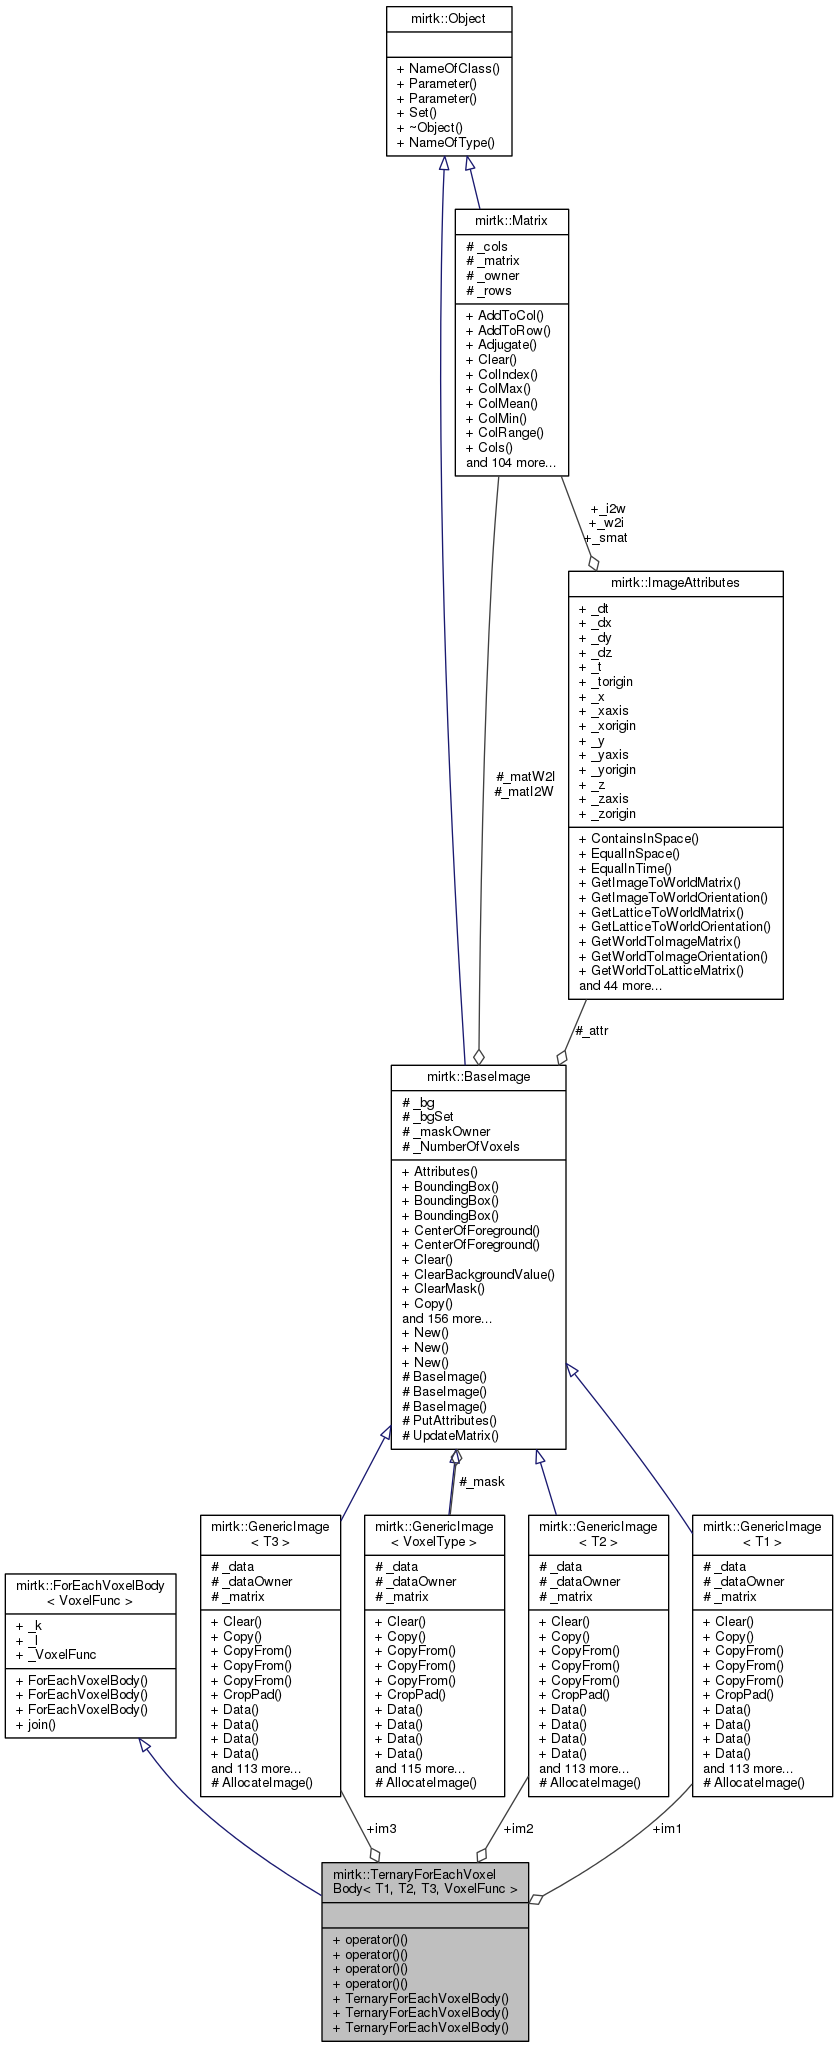 mirtk::Object
+ NameOfClass()
+ Parameter()
+ Parameter()
+ Set()
+ ~Object()
+ NameOfType()
mirtk::Matrix
# _cols
# _matrix
# _owner
# _rows
+ AddToCol()
+ AddToRow()
+ Adjugate()
+ Clear()
+ ColIndex()
+ ColMax()
+ ColMean()
+ ColMin()
+ ColRange()
+ Cols()
and 104 more...
+_i2w
+_w2i
+_smat
mirtk::ImageAttributes
+ _dt
+ _dx
+ _dy
+ _dz
+ _t
+ _torigin
+ _x
+ _xaxis
+ _xorigin
+ _y
+ _yaxis
+ _yorigin
+ _z
+ _zaxis
+ _zorigin
+ ContainsInSpace()
+ EqualInSpace()
+ EqualInTime()
+ GetImageToWorldMatrix()
+ GetImageToWorldOrientation()
+ GetLatticeToWorldMatrix()
+ GetLatticeToWorldOrientation()
+ GetWorldToImageMatrix()
+ GetWorldToImageOrientation()
+ GetWorldToLatticeMatrix()
and 44 more...
#_matW2I
#_matI2W
#_attr
mirtk::BaseImage
# _bg
# _bgSet
# _maskOwner
# _NumberOfVoxels
+ Attributes()
+ BoundingBox()
+ BoundingBox()
+ BoundingBox()
+ CenterOfForeground()
+ CenterOfForeground()
+ Clear()
+ ClearBackgroundValue()
+ ClearMask()
+ Copy()
and 156 more...
+ New()
+ New()
+ New()
# BaseImage()
# BaseImage()
# BaseImage()
# PutAttributes()
# UpdateMatrix()
#_mask
mirtk::ForEachVoxelBody
< VoxelFunc >
+ _k
+ _l
+ _VoxelFunc
+ ForEachVoxelBody()
+ ForEachVoxelBody()
+ ForEachVoxelBody()
+ join()
mirtk::GenericImage
< T3 >
# _data
# _dataOwner
# _matrix
+ Clear()
+ Copy()
+ CopyFrom()
+ CopyFrom()
+ CopyFrom()
+ CropPad()
+ Data()
+ Data()
+ Data()
+ Data()
and 113 more...
# AllocateImage()
mirtk::GenericImage
< VoxelType >
# _data
# _dataOwner
# _matrix
+ Clear()
+ Copy()
+ CopyFrom()
+ CopyFrom()
+ CopyFrom()
+ CropPad()
+ Data()
+ Data()
+ Data()
+ Data()
and 115 more...
# AllocateImage()
mirtk::GenericImage
< T2 >
# _data
# _dataOwner
# _matrix
+ Clear()
+ Copy()
+ CopyFrom()
+ CopyFrom()
+ CopyFrom()
+ CropPad()
+ Data()
+ Data()
+ Data()
+ Data()
and 113 more...
# AllocateImage()
mirtk::GenericImage
< T1 >
# _data
# _dataOwner
# _matrix
+ Clear()
+ Copy()
+ CopyFrom()
+ CopyFrom()
+ CopyFrom()
+ CropPad()
+ Data()
+ Data()
+ Data()
+ Data()
and 113 more...
# AllocateImage()
+im3
+im2
+im1
mirtk::TernaryForEachVoxel
Body< T1, T2, T3, VoxelFunc >
+ operator()()
+ operator()()
+ operator()()
+ operator()()
+ TernaryForEachVoxelBody()
+ TernaryForEachVoxelBody()
+ TernaryForEachVoxelBody()